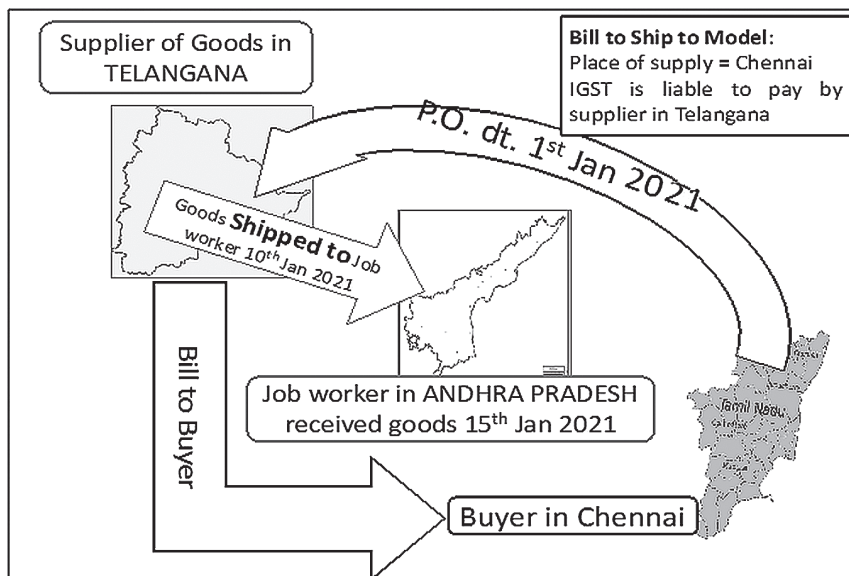 Supplier of Goods in
TELANGANA
Bill to Ship to Model:
Place of supply = Chennai
IGST is liable to pay by
supplier in Telangana
P.O. dt. 1st Jan 2021
Goods Shipped to Job
worker 10th Jan 2021
Job worker in ANDHRA PRADESH
received goods 15th Jan 2021
Bill to
Buyer
Tamil Nadu
Buyer in Chennai